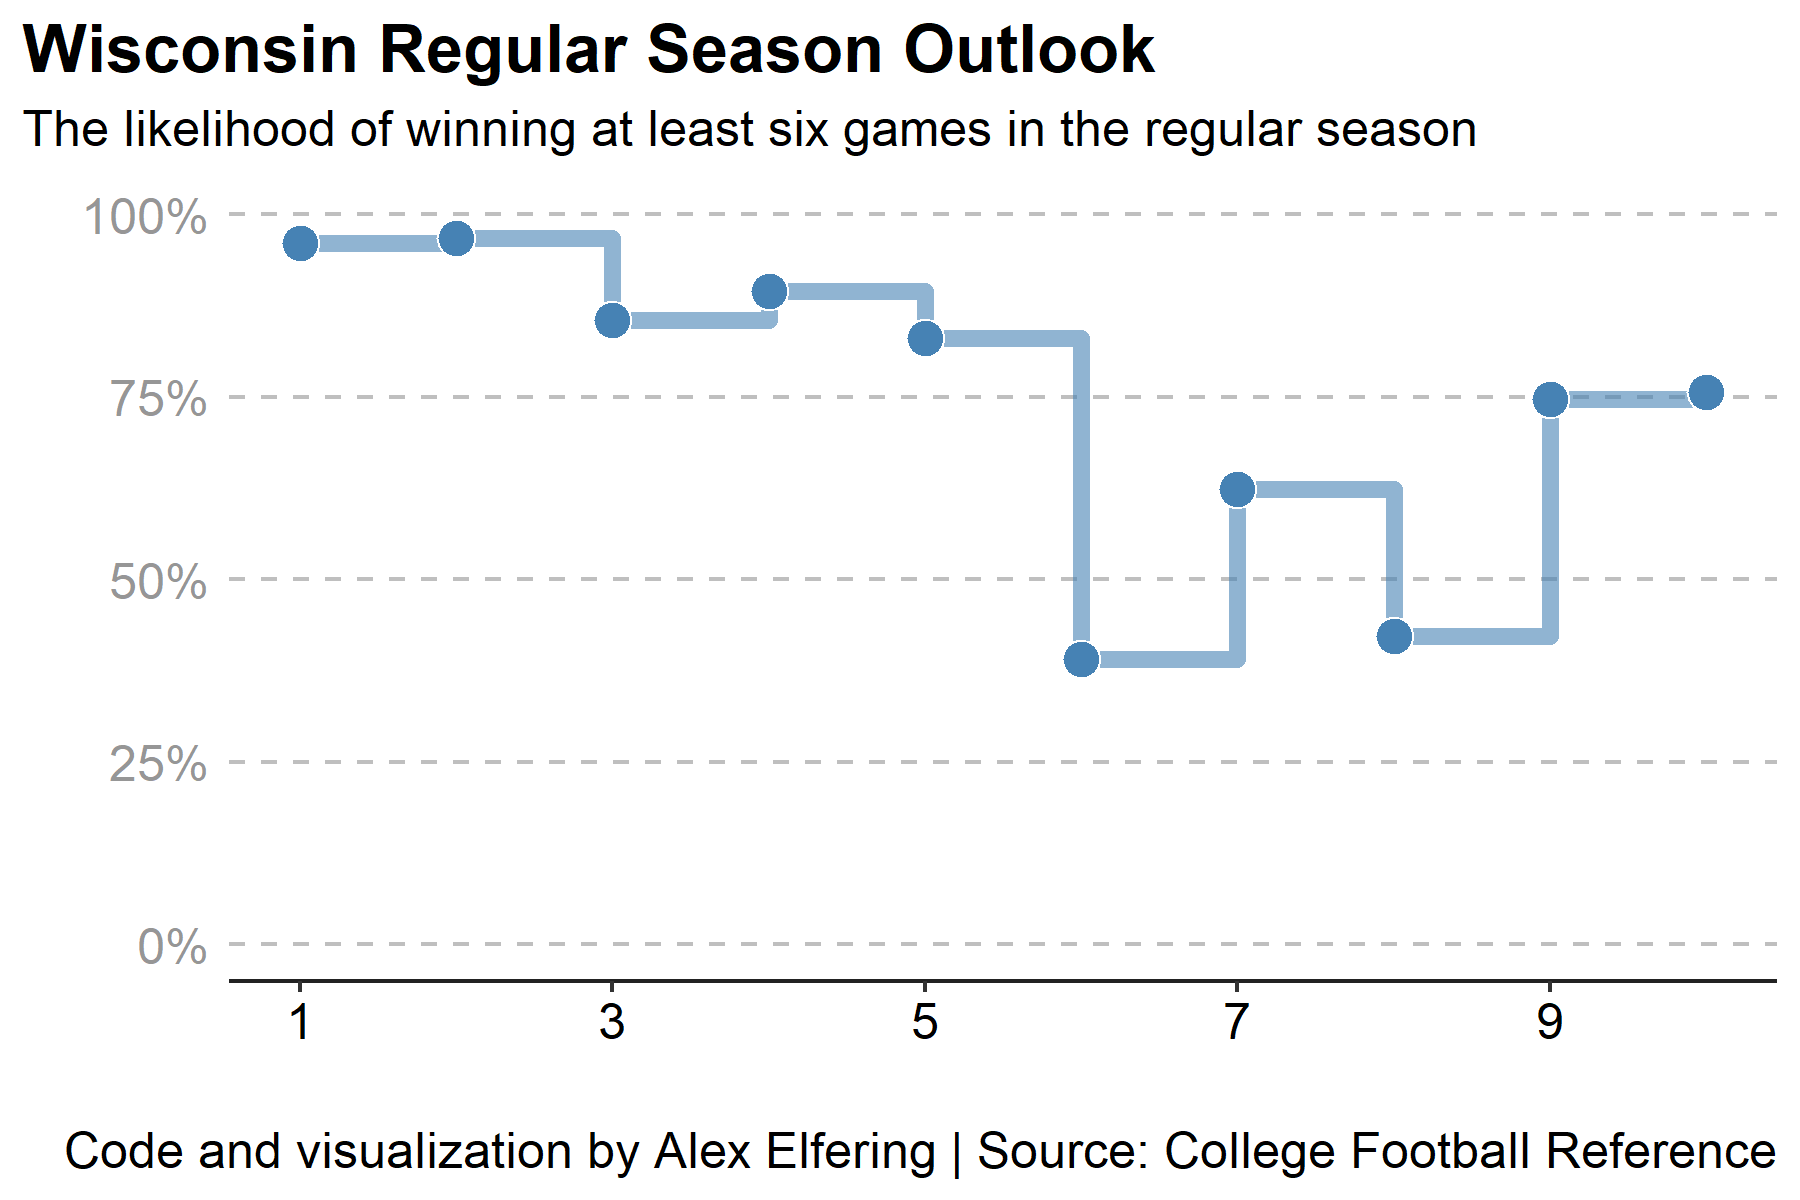 Wisconsin Regular Season Outlook
The likelihood of winning at least six games in the regular season
100%
75%
50%
25%
0%
1 3 5 7 9
Code and visualization by Alex Elfering | Source: College Football Reference